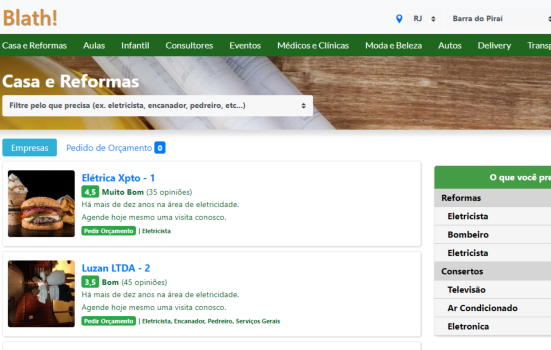 Blath!
RJ
Barra do Piraí
Casa e Reformas Aulas Infantil Consultores Eventos Médicos e Clínicas Moda e Beleza Autos Delivery Transp
Casa e Reformas
Filtre pelo que precisa (ex. eletricista, encanador, pedreiro, etc...)
Empresas Pedido de Orçamento 0
Elétrica Xpto - 1
4,5 Muito Bom (35 opiniões)
Há mais de dez anos na área de eletricidade.
Agende hoje mesmo uma visita conosco.
Pedir Orçamento | Eletricista
Luzan LTDA - 2
3,5 Bom (45 opiniões)
Há mais de dez anos na área de eletricidade.
Agende hoje mesmo uma visita conosco.
Pedir Orçamento | Eletricista, Encanador, Pedreiro, Serviços Gerais
O que você pre
Reformas
Eletricista
Bombeiro
Eletricista
Consertos
Televisão
Ar Condicionado
Eletronica